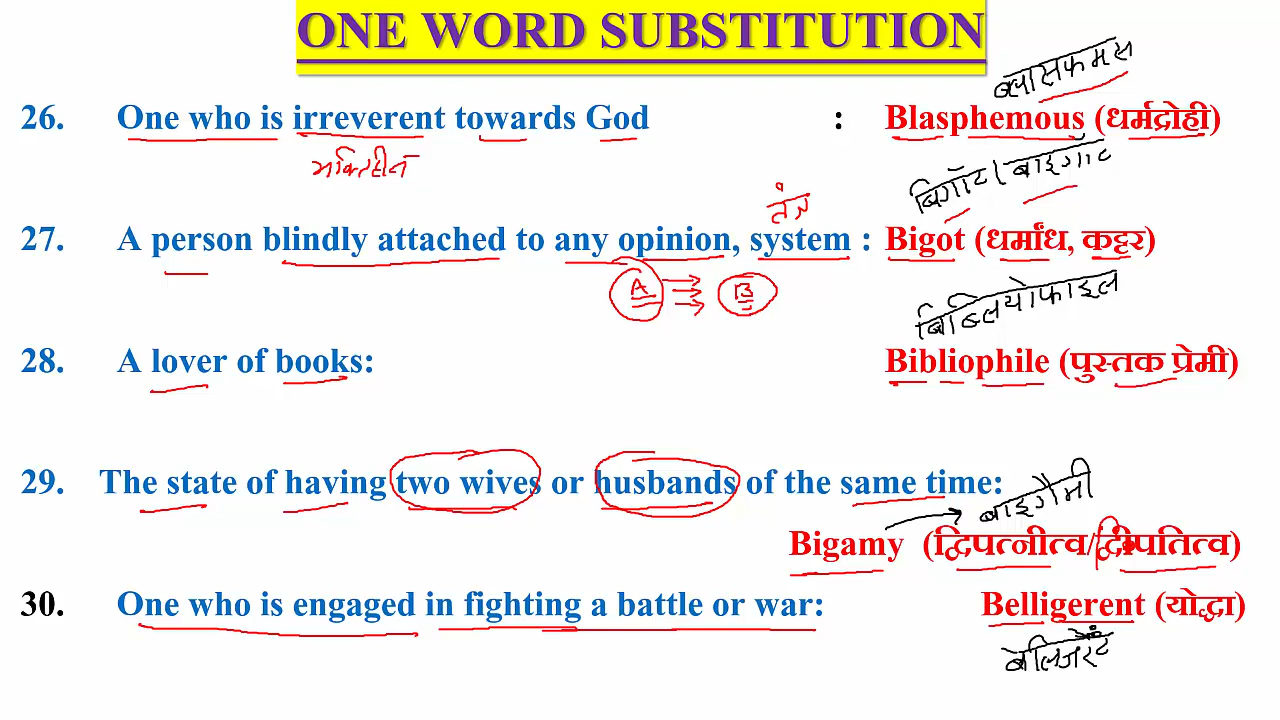 ONE WORD SUBSTITUTION
ब्लासफमस
26. One who is irreverent towards God : Blasphemous (धर्मद्रोही)
भक्तिहीन
बिगॉट/बाइगॉट
तंत्र
27. A person blindly attached to any opinion, system : Bigot (धर्मांध, कट्टर)
A B
बिब्लियोफाइल
28. A lover of books: Bibliophile (पुस्तक प्रेमी)
29. The state of having two wives or husbands of the same time:
बाइगैमी
Bigamy (द्विपत्नीत्व/द्विपतित्व)
30. One who is engaged in fighting a battle or war: Belligerent (योद्धा)
बेलिजरेंट